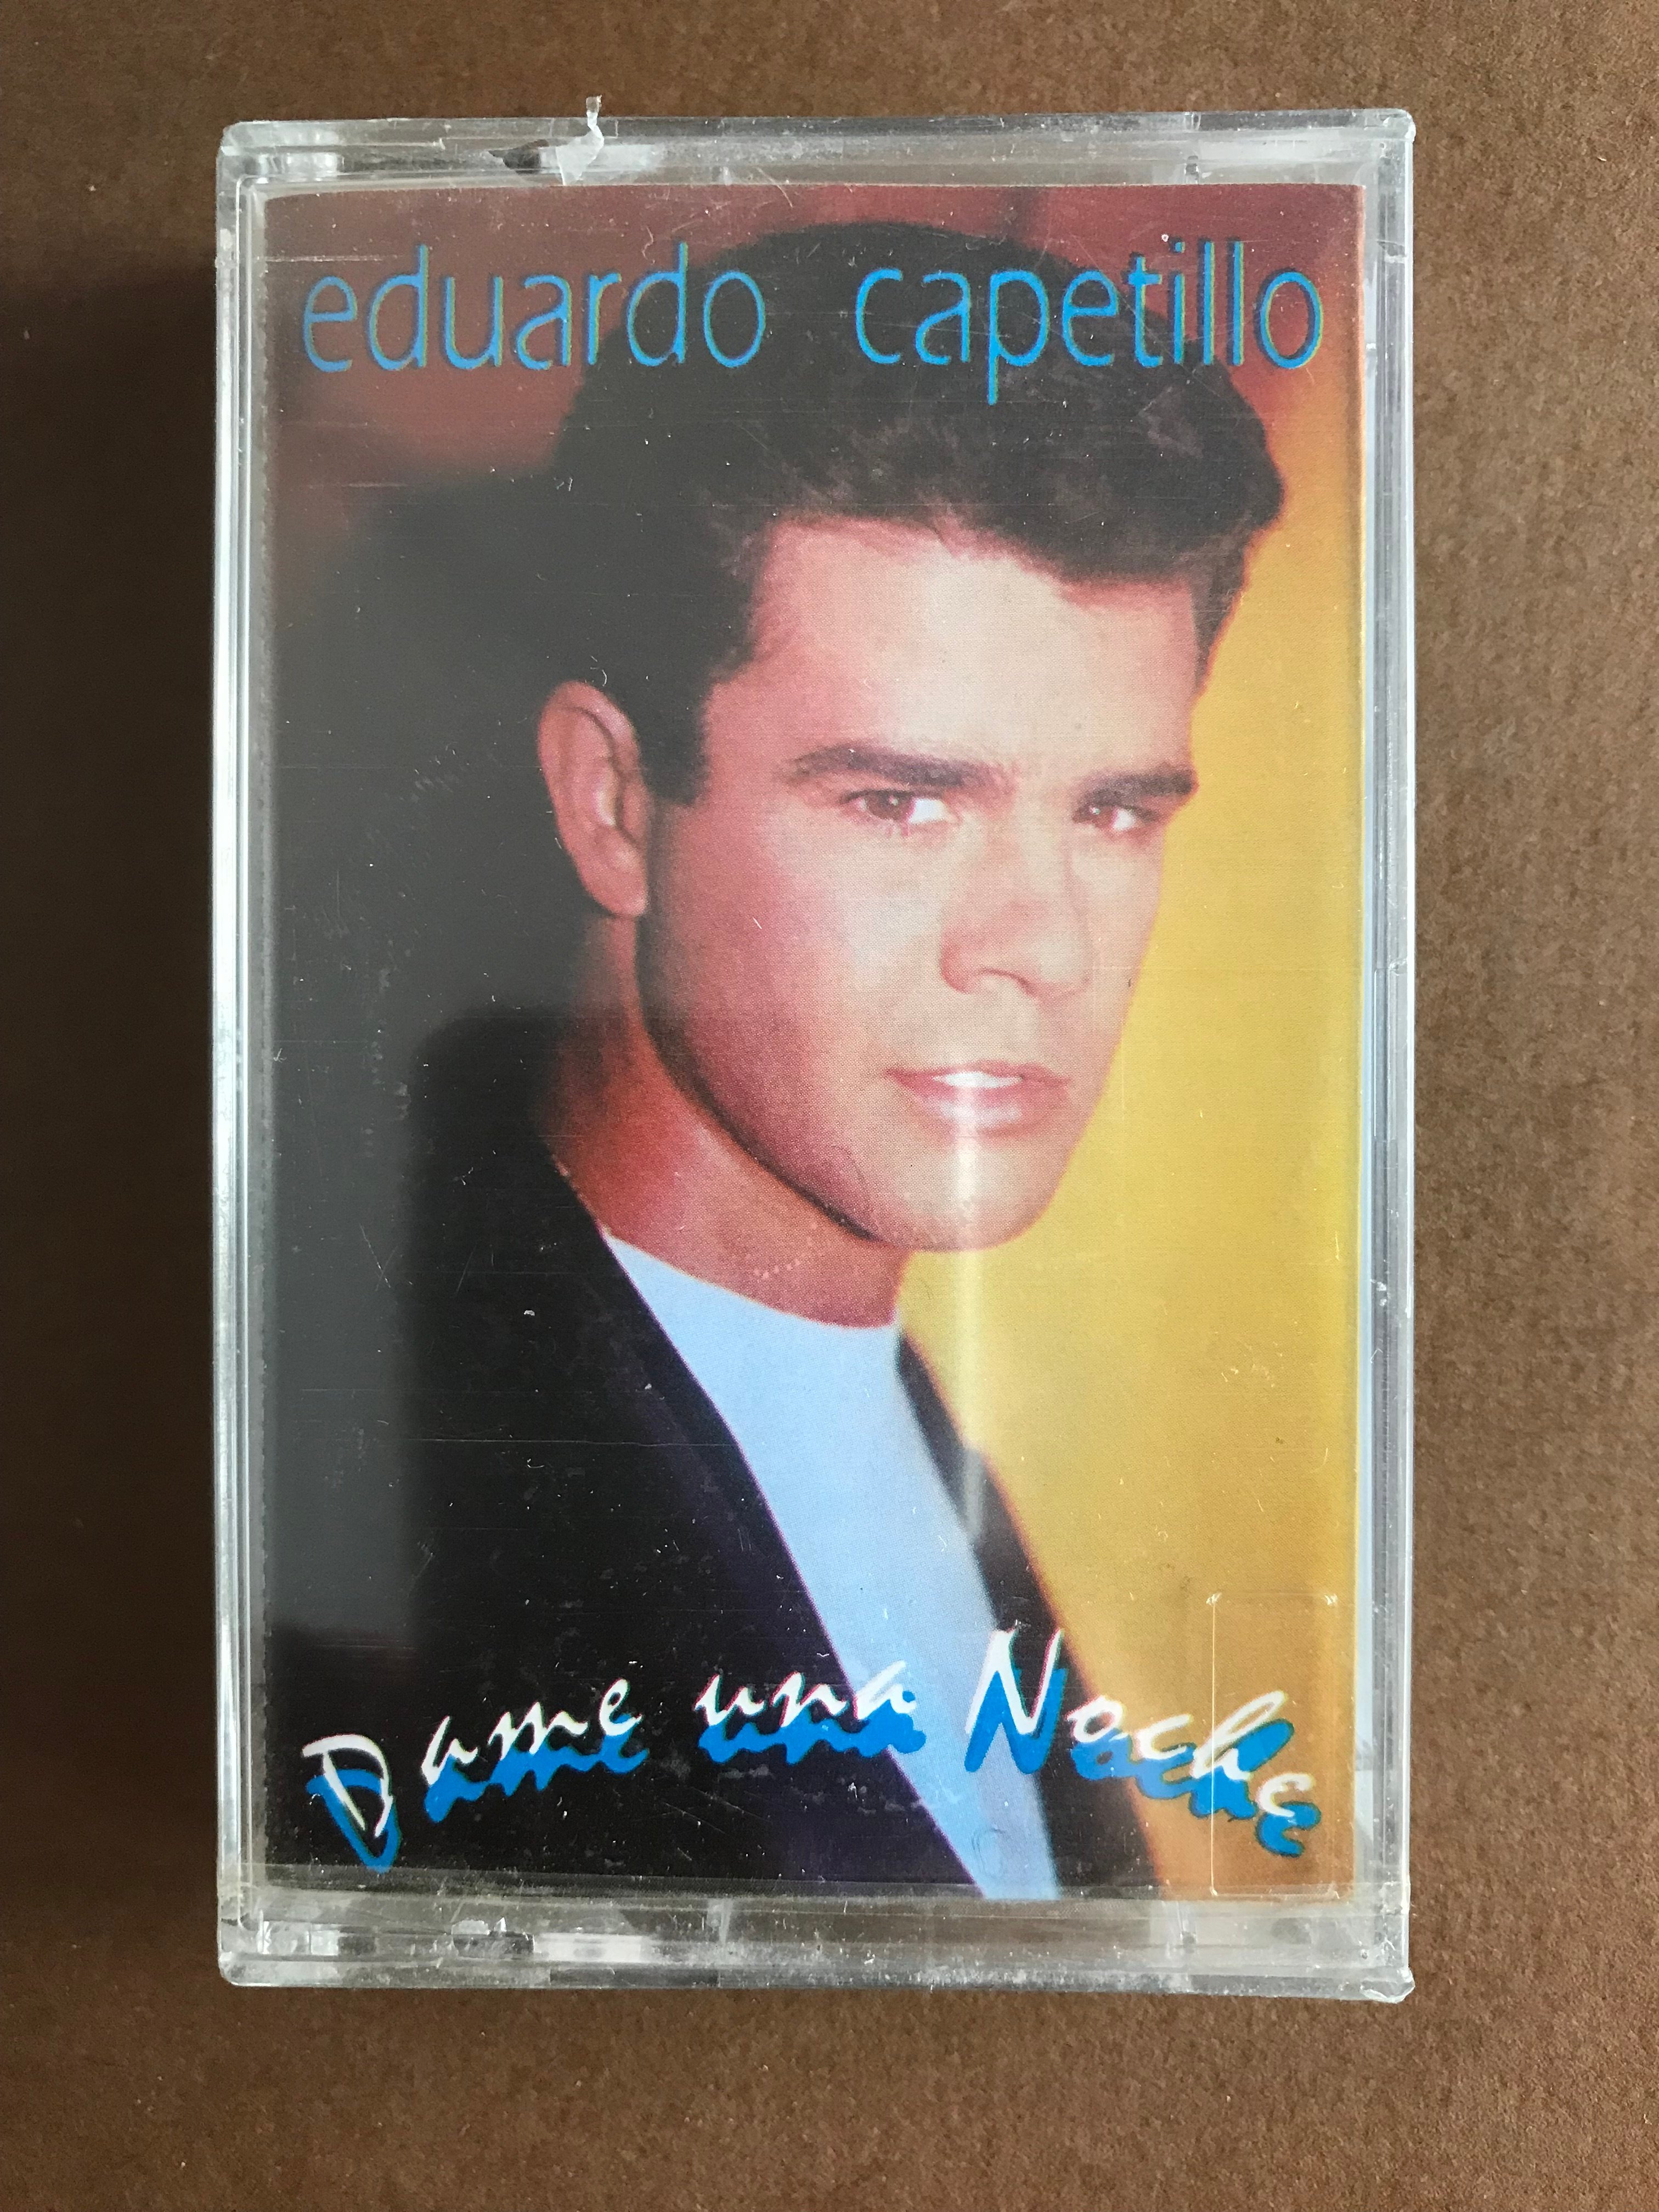 eduardo capetillo
Dame una Noche